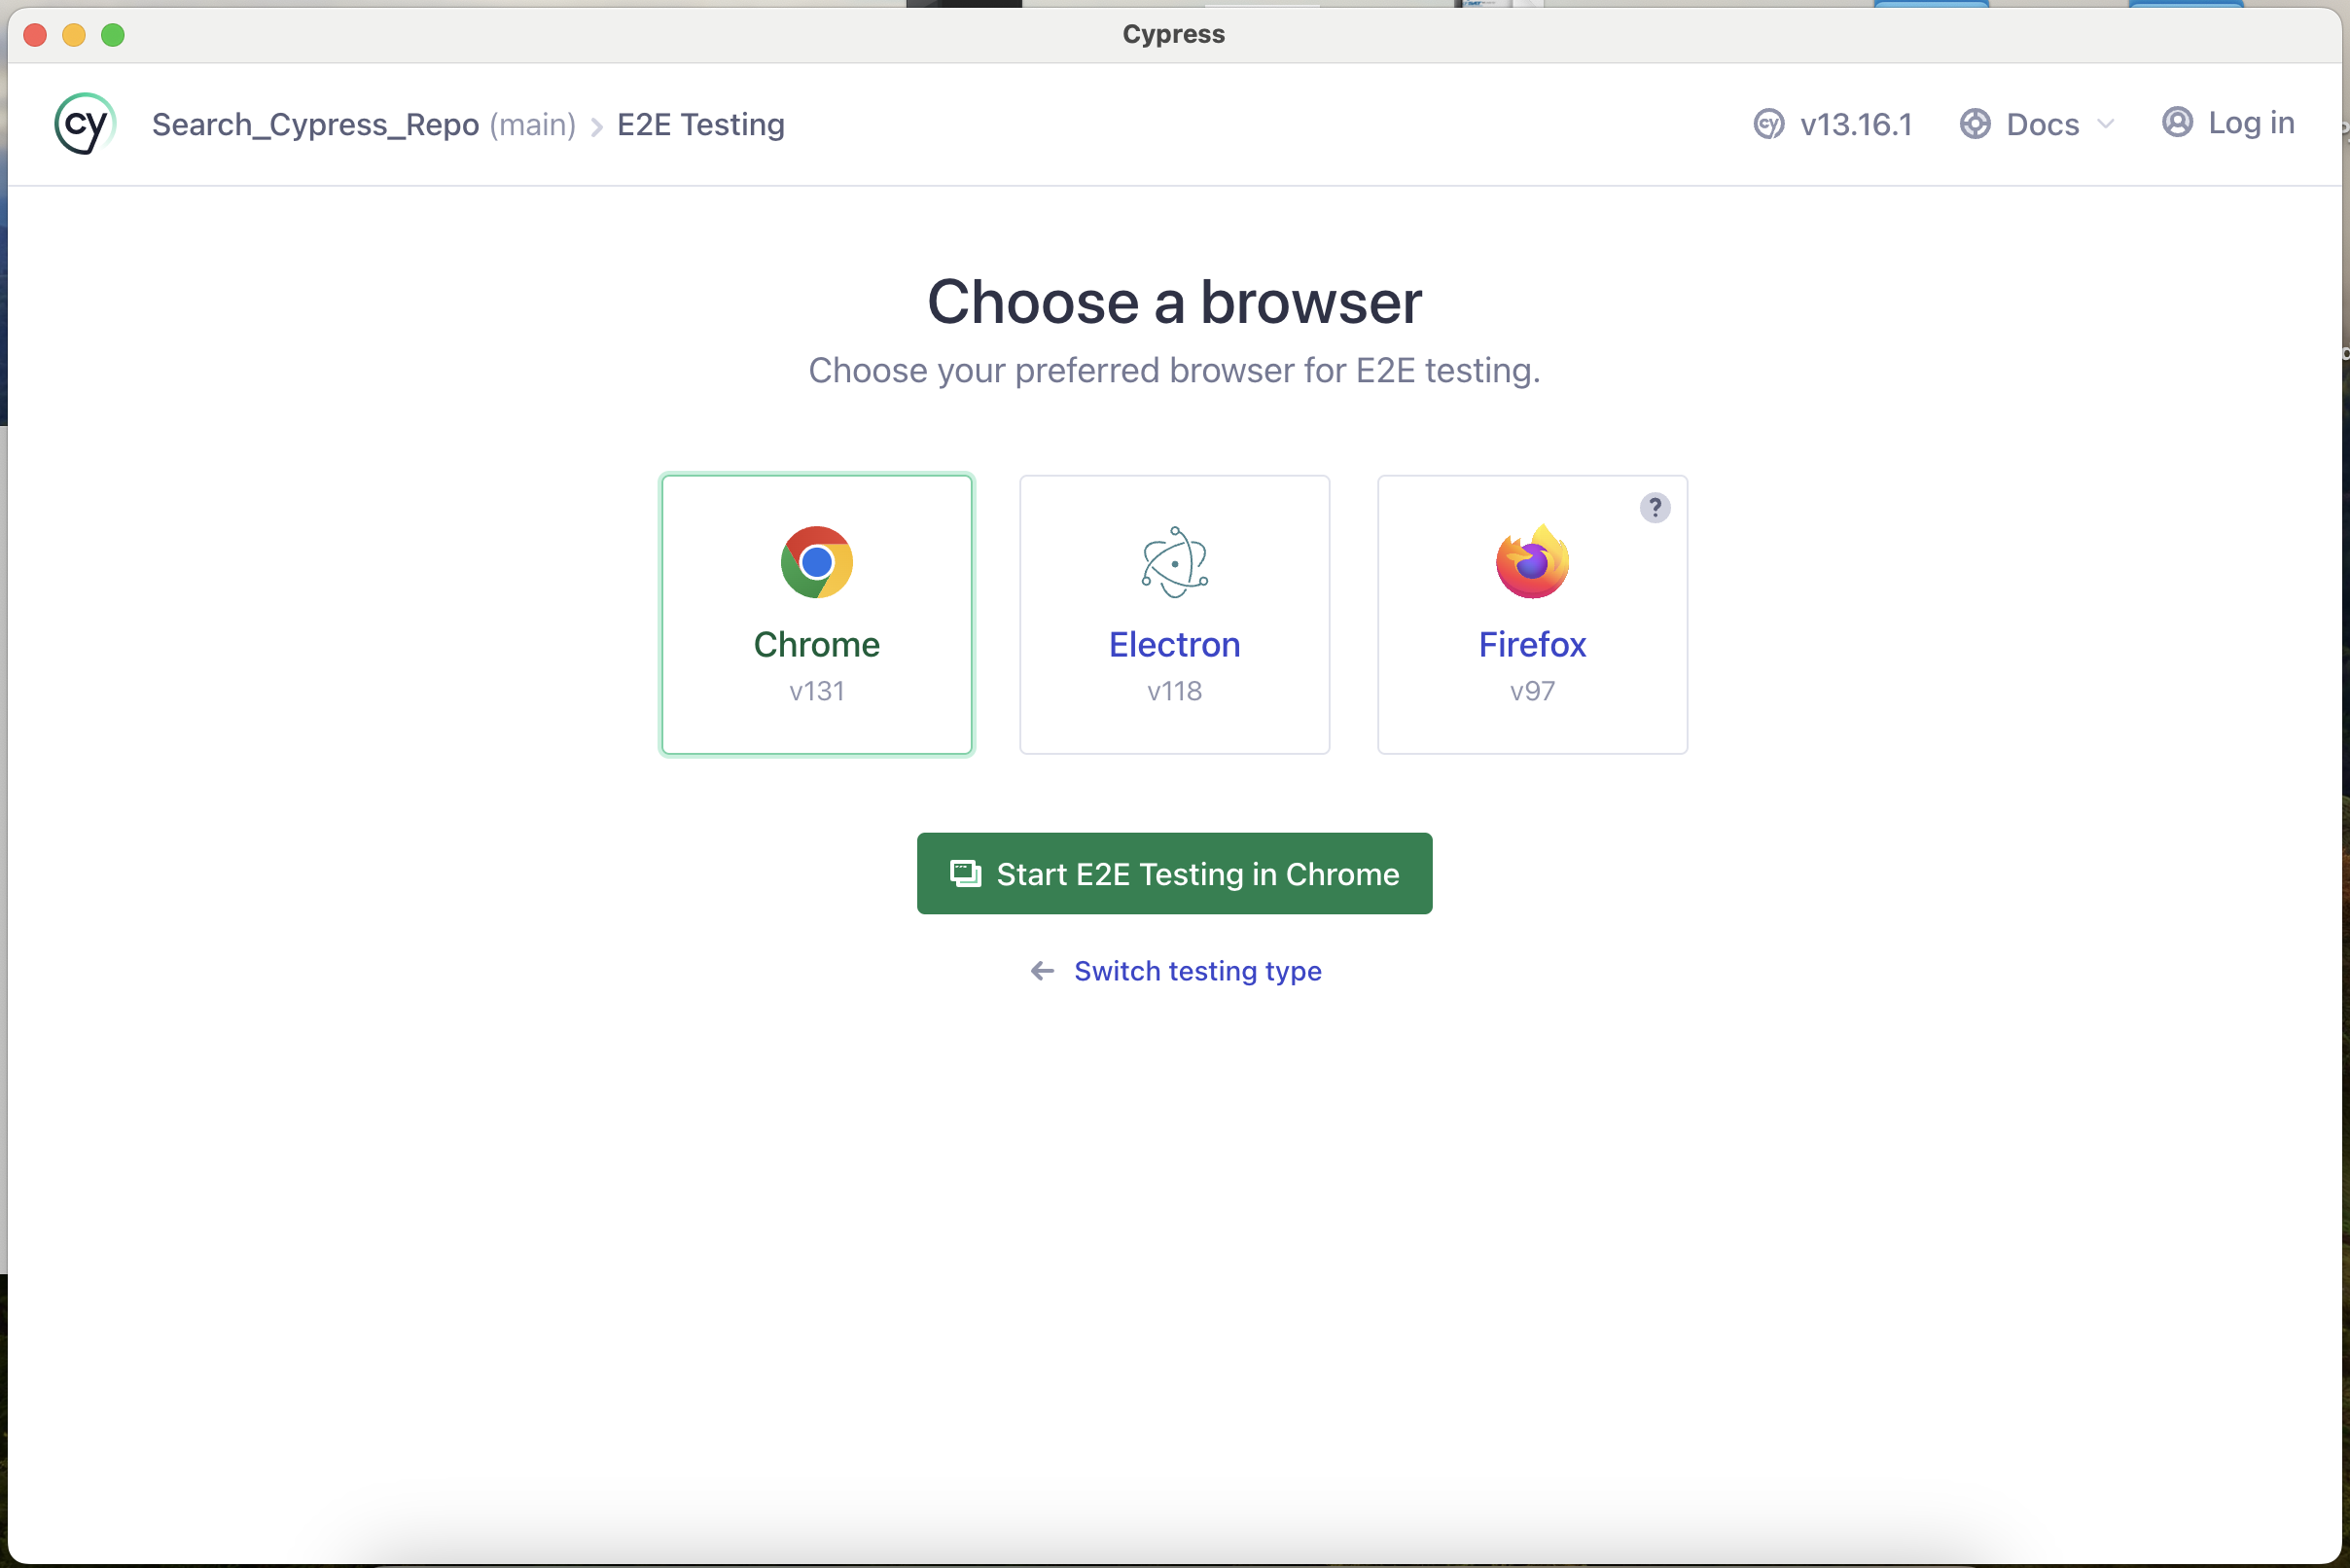 Cypress
cy Search_Cypress_Repo (main) > E2E Testing
cy v13.16.1 Docs Log in
Choose a browser
Choose your preferred browser for E2E testing.
?
Chrome Electron Firefox
v131 v118 v97
Start E2E Testing in Chrome
← Switch testing type